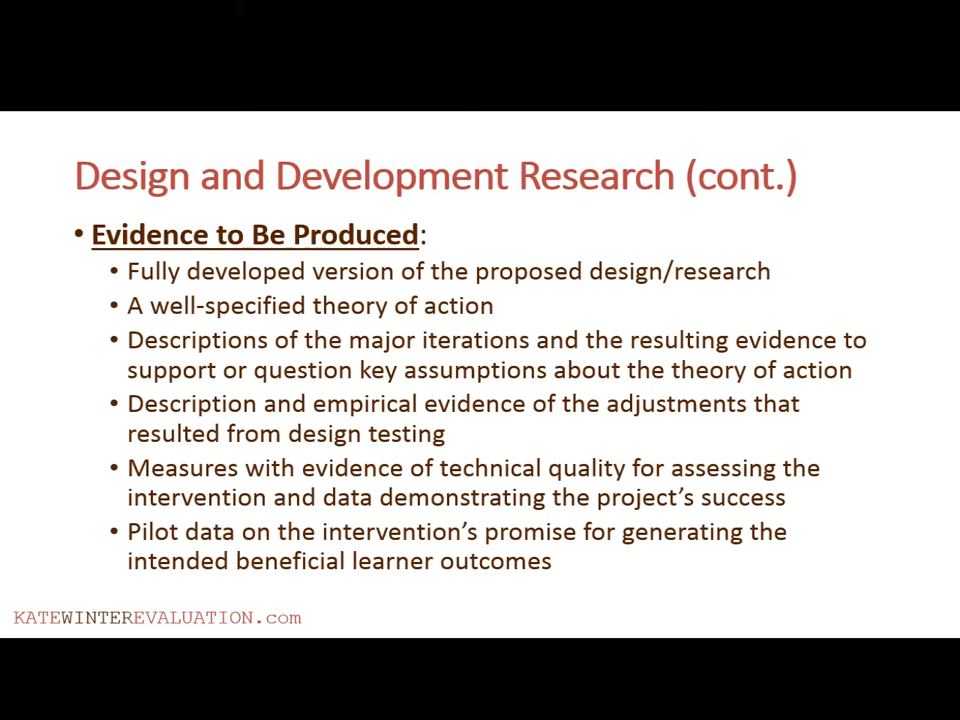 Design and Development Research (cont.)
• Evidence to Be Produced:
• Fully developed version of the proposed design/research
• A well-specified theory of action
• Descriptions of the major iterations and the resulting evidence to
support or question key assumptions about the theory of action
• Description and empirical evidence of the adjustments that
resulted from design testing
• Measures with evidence of technical quality for assessing the
intervention and data demonstrating the project's success
• Pilot data on the intervention's promise for generating the
intended beneficial learner outcomes
KATEWINTEREVALUATION.com